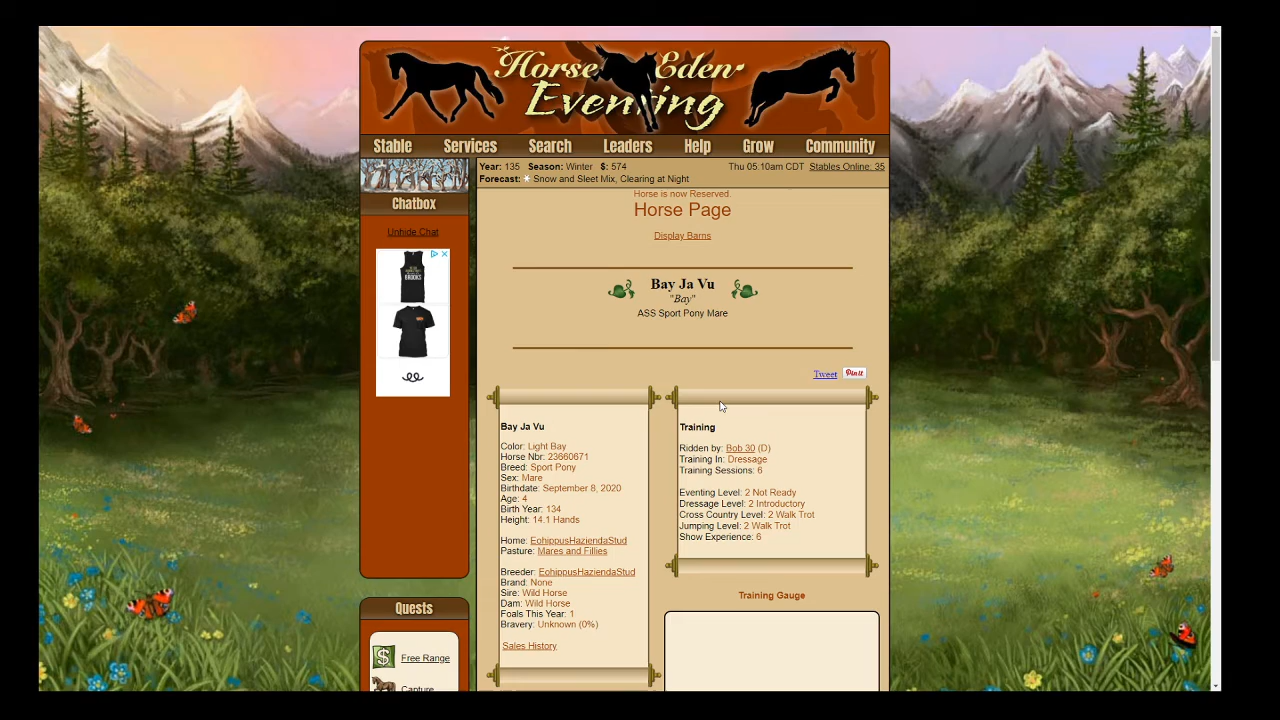 Horse Eden
Eventing
Stable Services Search Leaders Help Grow Community
Year: 135 Season: Winter $: 574 Thu 05.10am CDT Stables Online: 35
Forecast: Snow and Sleet Mix, Clearing at Night
Chatbox
Unhide Chat
BROOKS
Quests
Free Range
Capture
Horse is now Reserved.
Horse Page
Display Barns
Bay Ja Vu
"Bay"
ASS Sport Pony Mare
Tweet Pin it
Bay Ja Vu
Color: Light Bay
Horse Nbr: 23660671
Breed: Sport Pony
Sex: Mare
Birthdate: September 8, 2020
Age: 4
Birth Year: 134
Height: 14.1 Hands
Home: EohippusHaziendaStud
Pasture: Mares and Fillies
Breeder: EohippusHaziendaStud
Brand: None
Sire: Wild Horse
Dam: Wild Horse
Foals This Year: 1
Bravery: Unknown (0%)
Sales History
Training
Ridden by: Bob 30 (D)
Training In: Dressage
Training Sessions: 6
Eventing Level: 2 Not Ready
Dressage Level: 2 Introductory
Cross Country Level: 2 Walk Trot
Jumping Level: 2 Walk Trot
Show Experience: 6
Training Gauge